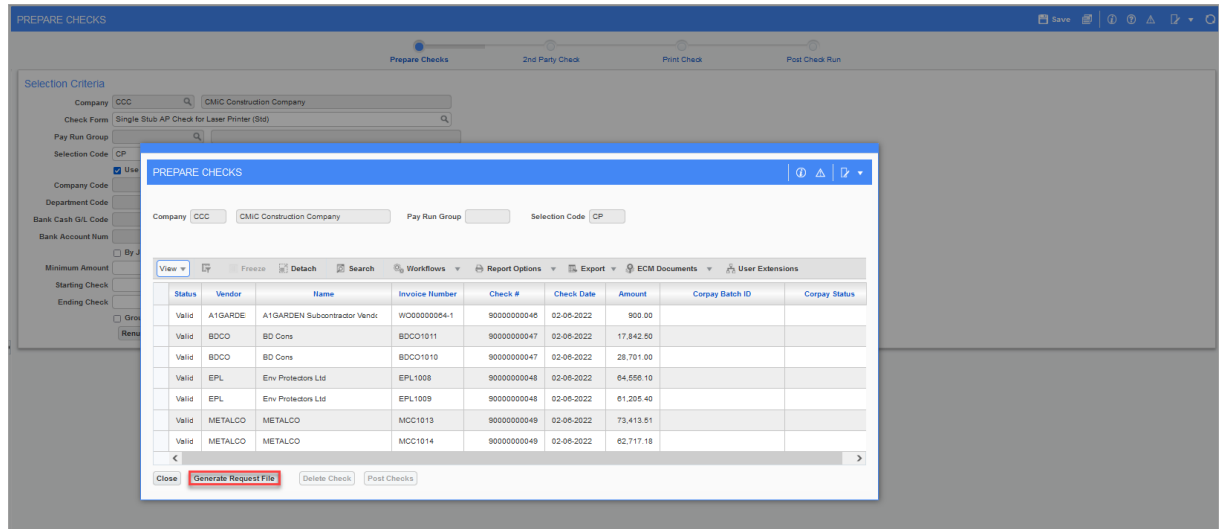 PREPARE CHECKS
Save
Prepare Checks 2nd Party Check Print Check Post Check Run
Selection Criteria
Company CCC CMiC Construction Company
Check Form Single Stub AP Check for Laser Printer (Std)
Pay Run Group
Selection Code CP
Use
Company Code
Department Code
Bank Cash G/L Code
Bank Account Num
By J
Minimum Amount
Starting Check
Ending Check
Grou
Renu
PREPARE CHECKS
Company CCC CMiC Construction Company Pay Run Group Selection Code CP
View Freeze Detach Search Workflows Report Options Export ECM Documents User Extensions
Status Vendor Name Invoice Number Check # Check Date Amount Corpay Batch ID Corpay Status
Valid A1GARDE A1GARDEN Subcontractor Vendo WO00000064-1 90000000046 02-06-2022 900.00
Valid BDCO BD Cons BDCO1011 90000000047 02-06-2022 17,842.50
Valid BDCO BD Cons BDCO1010 90000000047 02-06-2022 28,701.00
Valid EPL Env Protectors Ltd EPL1008 90000000048 02-06-2022 64,556.10
Valid EPL Env Protectors Ltd EPL1009 90000000048 02-06-2022 61,205.40
Valid METALCO METALCO MCC1013 90000000049 02-06-2022 73,413.51
Valid METALCO METALCO MCC1014 90000000049 02-06-2022 62,717.18
Close Generate Request File Delete Check Post Checks